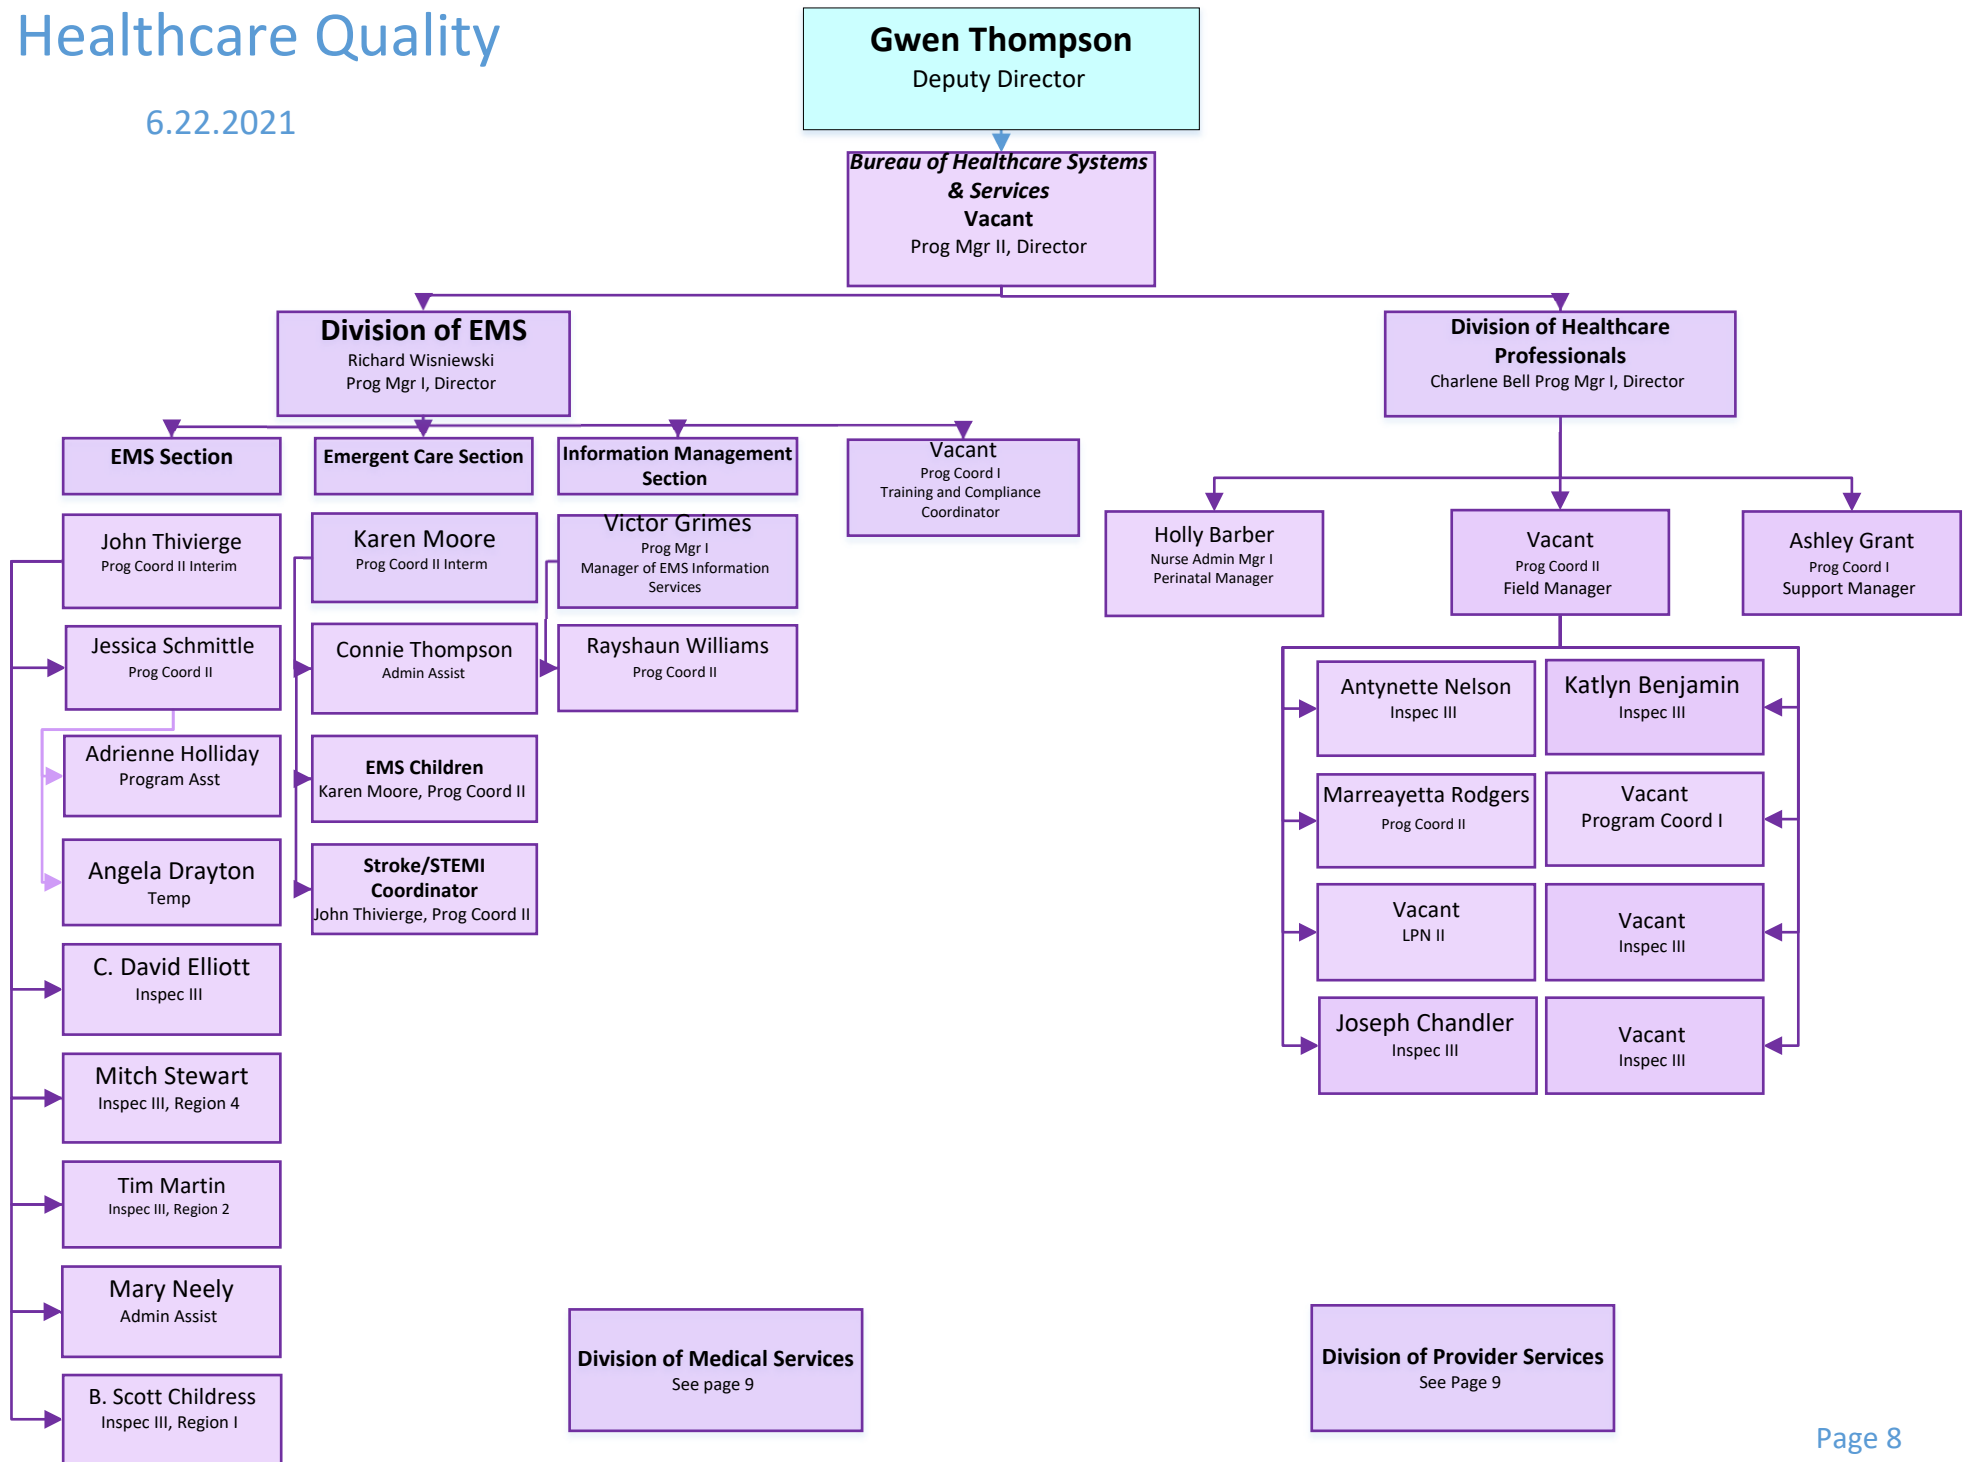 Healthcare Quality
6.22.2021
Gwen Thompson
Deputy Director
Bureau of Healthcare Systems
& Services
Vacant
Prog Mgr II, Director
Division of EMS
Richard Wisniewski
Prog Mgr I, Director
Division of Healthcare
Professionals
Charlene Bell Prog Mgr I, Director
EMS Section
Emergent Care Section
Information Management
Section
Vacant
Prog Coord I
Training and Compliance
Coordinator
John Thivierge
Prog Coord II Interim
Karen Moore
Prog Coord II Interm
Victor Grimes
Prog Mgr I
Manager of EMS Information
Services
Holly Barber
Nurse Admin Mgr I
Perinatal Manager
Vacant
Prog Coord II
Field Manager
Ashley Grant
Prog Coord I
Support Manager
Jessica Schmittle
Prog Coord II
Connie Thompson
Admin Assist
Rayshaun Williams
Prog Coord II
Antynette Nelson
Inspec III
Katlyn Benjamin
Inspec III
Adrienne Holliday
Program Asst
EMS Children
Karen Moore, Prog Coord II
Marreayetta Rodgers
Prog Coord II
Vacant
Program Coord I
Angela Drayton
Temp
Stroke/STEMI
Coordinator
John Thivierge, Prog Coord II
Vacant
LPN II
Vacant
Inspec III
C. David Elliott
Inspec III
Joseph Chandler
Inspec III
Vacant
Inspec III
Mitch Stewart
Inspec III, Region 4
Tim Martin
Inspec III, Region 2
Mary Neely
Admin Assist
Division of Medical Services
See page 9
Division of Provider Services
See Page 9
B. Scott Childress
Inspec III, Region I
Page 8